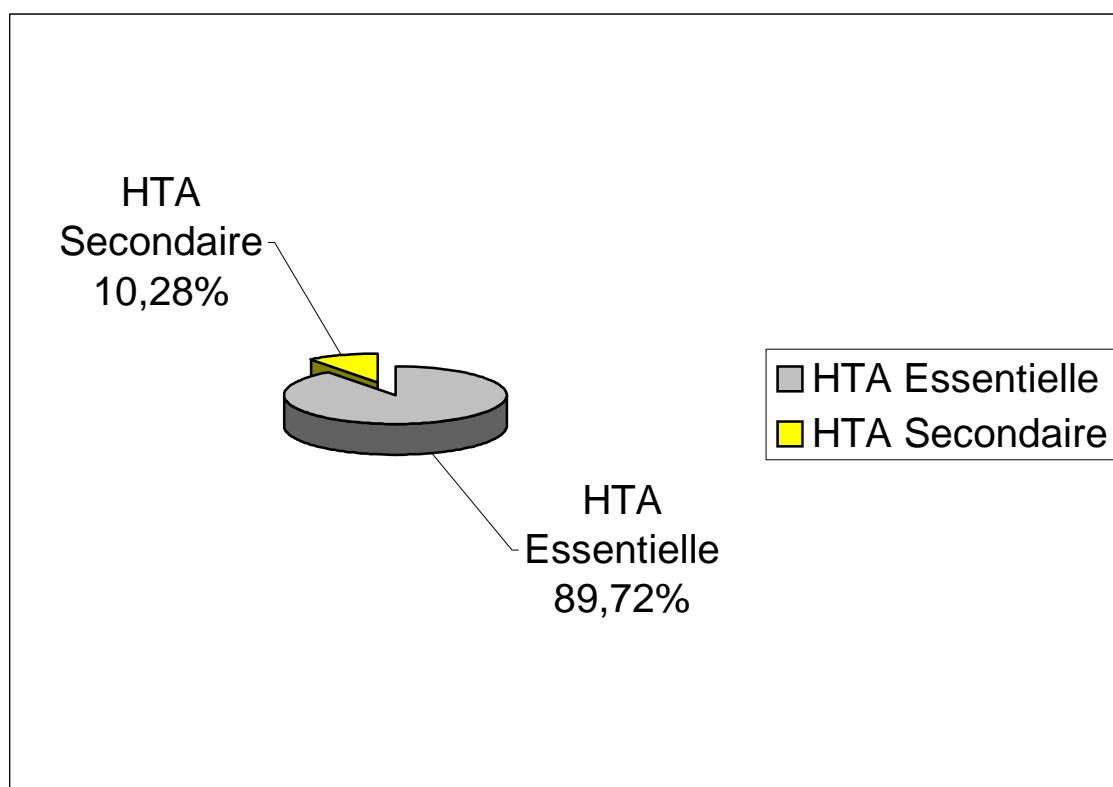 HTA
Secondaire
10,28%
HTA Essentielle
HTA Secondaire
HTA
Essentielle
89,72%